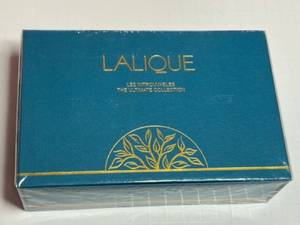 LALIQUE
LES INTROUVABLES
THE ULTIMATE COLLECTION